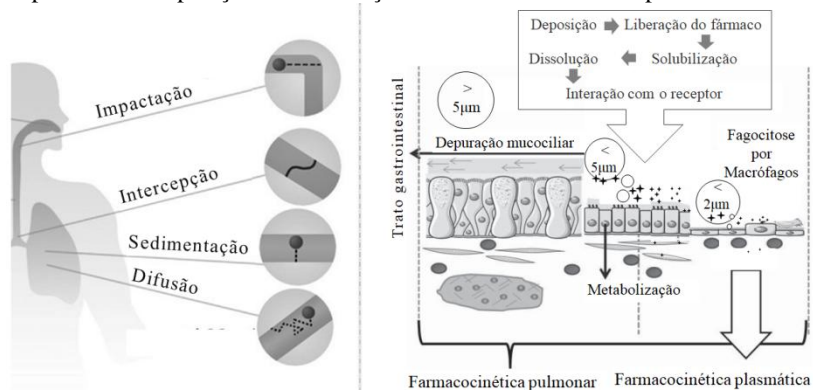 Impactação
Intercepção
Sedimentação
Difusão
Deposição Liberação do fármaco
Dissolução Solubilização
Interação com o receptor
>
5μm
Trato gastrointestinal
Depuração mucociliar
<
5μm
Fagocitose
por
Macrófagos
<
2μm
Metabolização
Farmacocinética pulmonar Farmacocinética plasmática